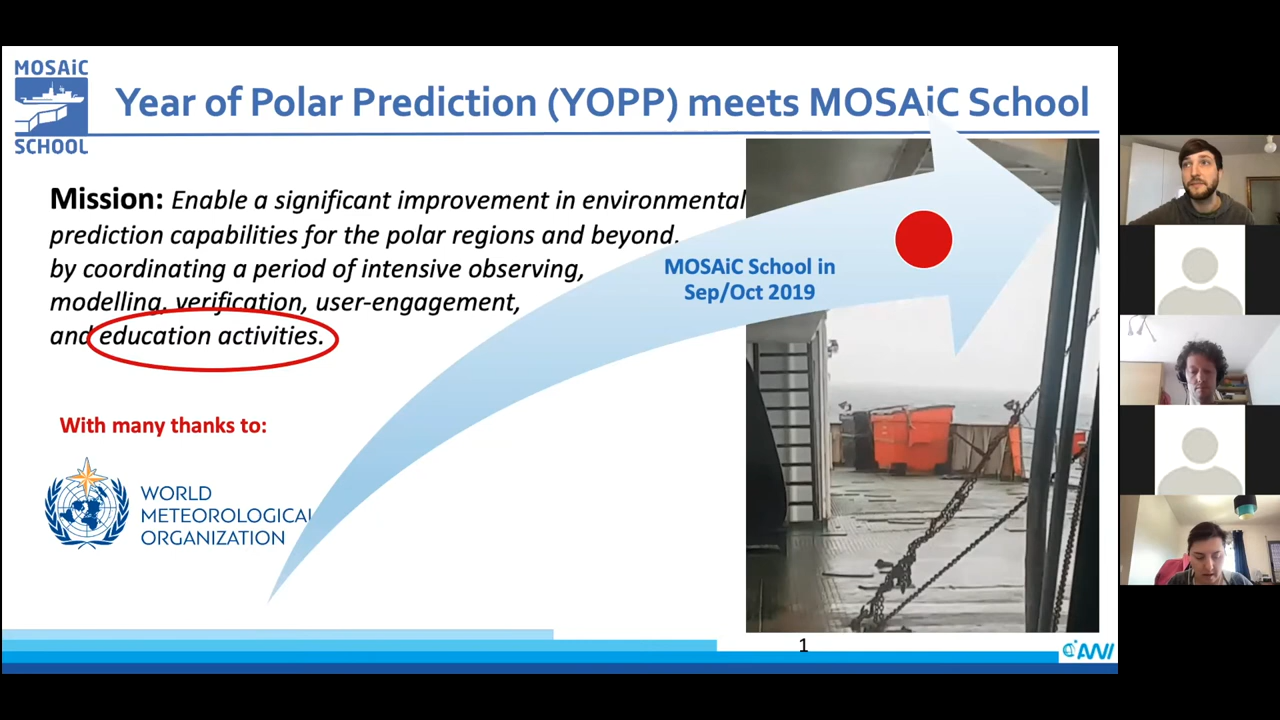 MOSAiC
SCHOOL
Year of Polar Prediction (YOPP) meets MOSAiC School
Mission: Enable a significant improvement in environmental
prediction capabilities for the polar regions and beyond,
by coordinating a period of intensive observing,
modelling, verification, user-engagement,
and education activities.
MOSAiC School in
Sep/Oct 2019
With many thanks to:
WORLD
METEOROLOGICAL
ORGANIZATION
1
AWI